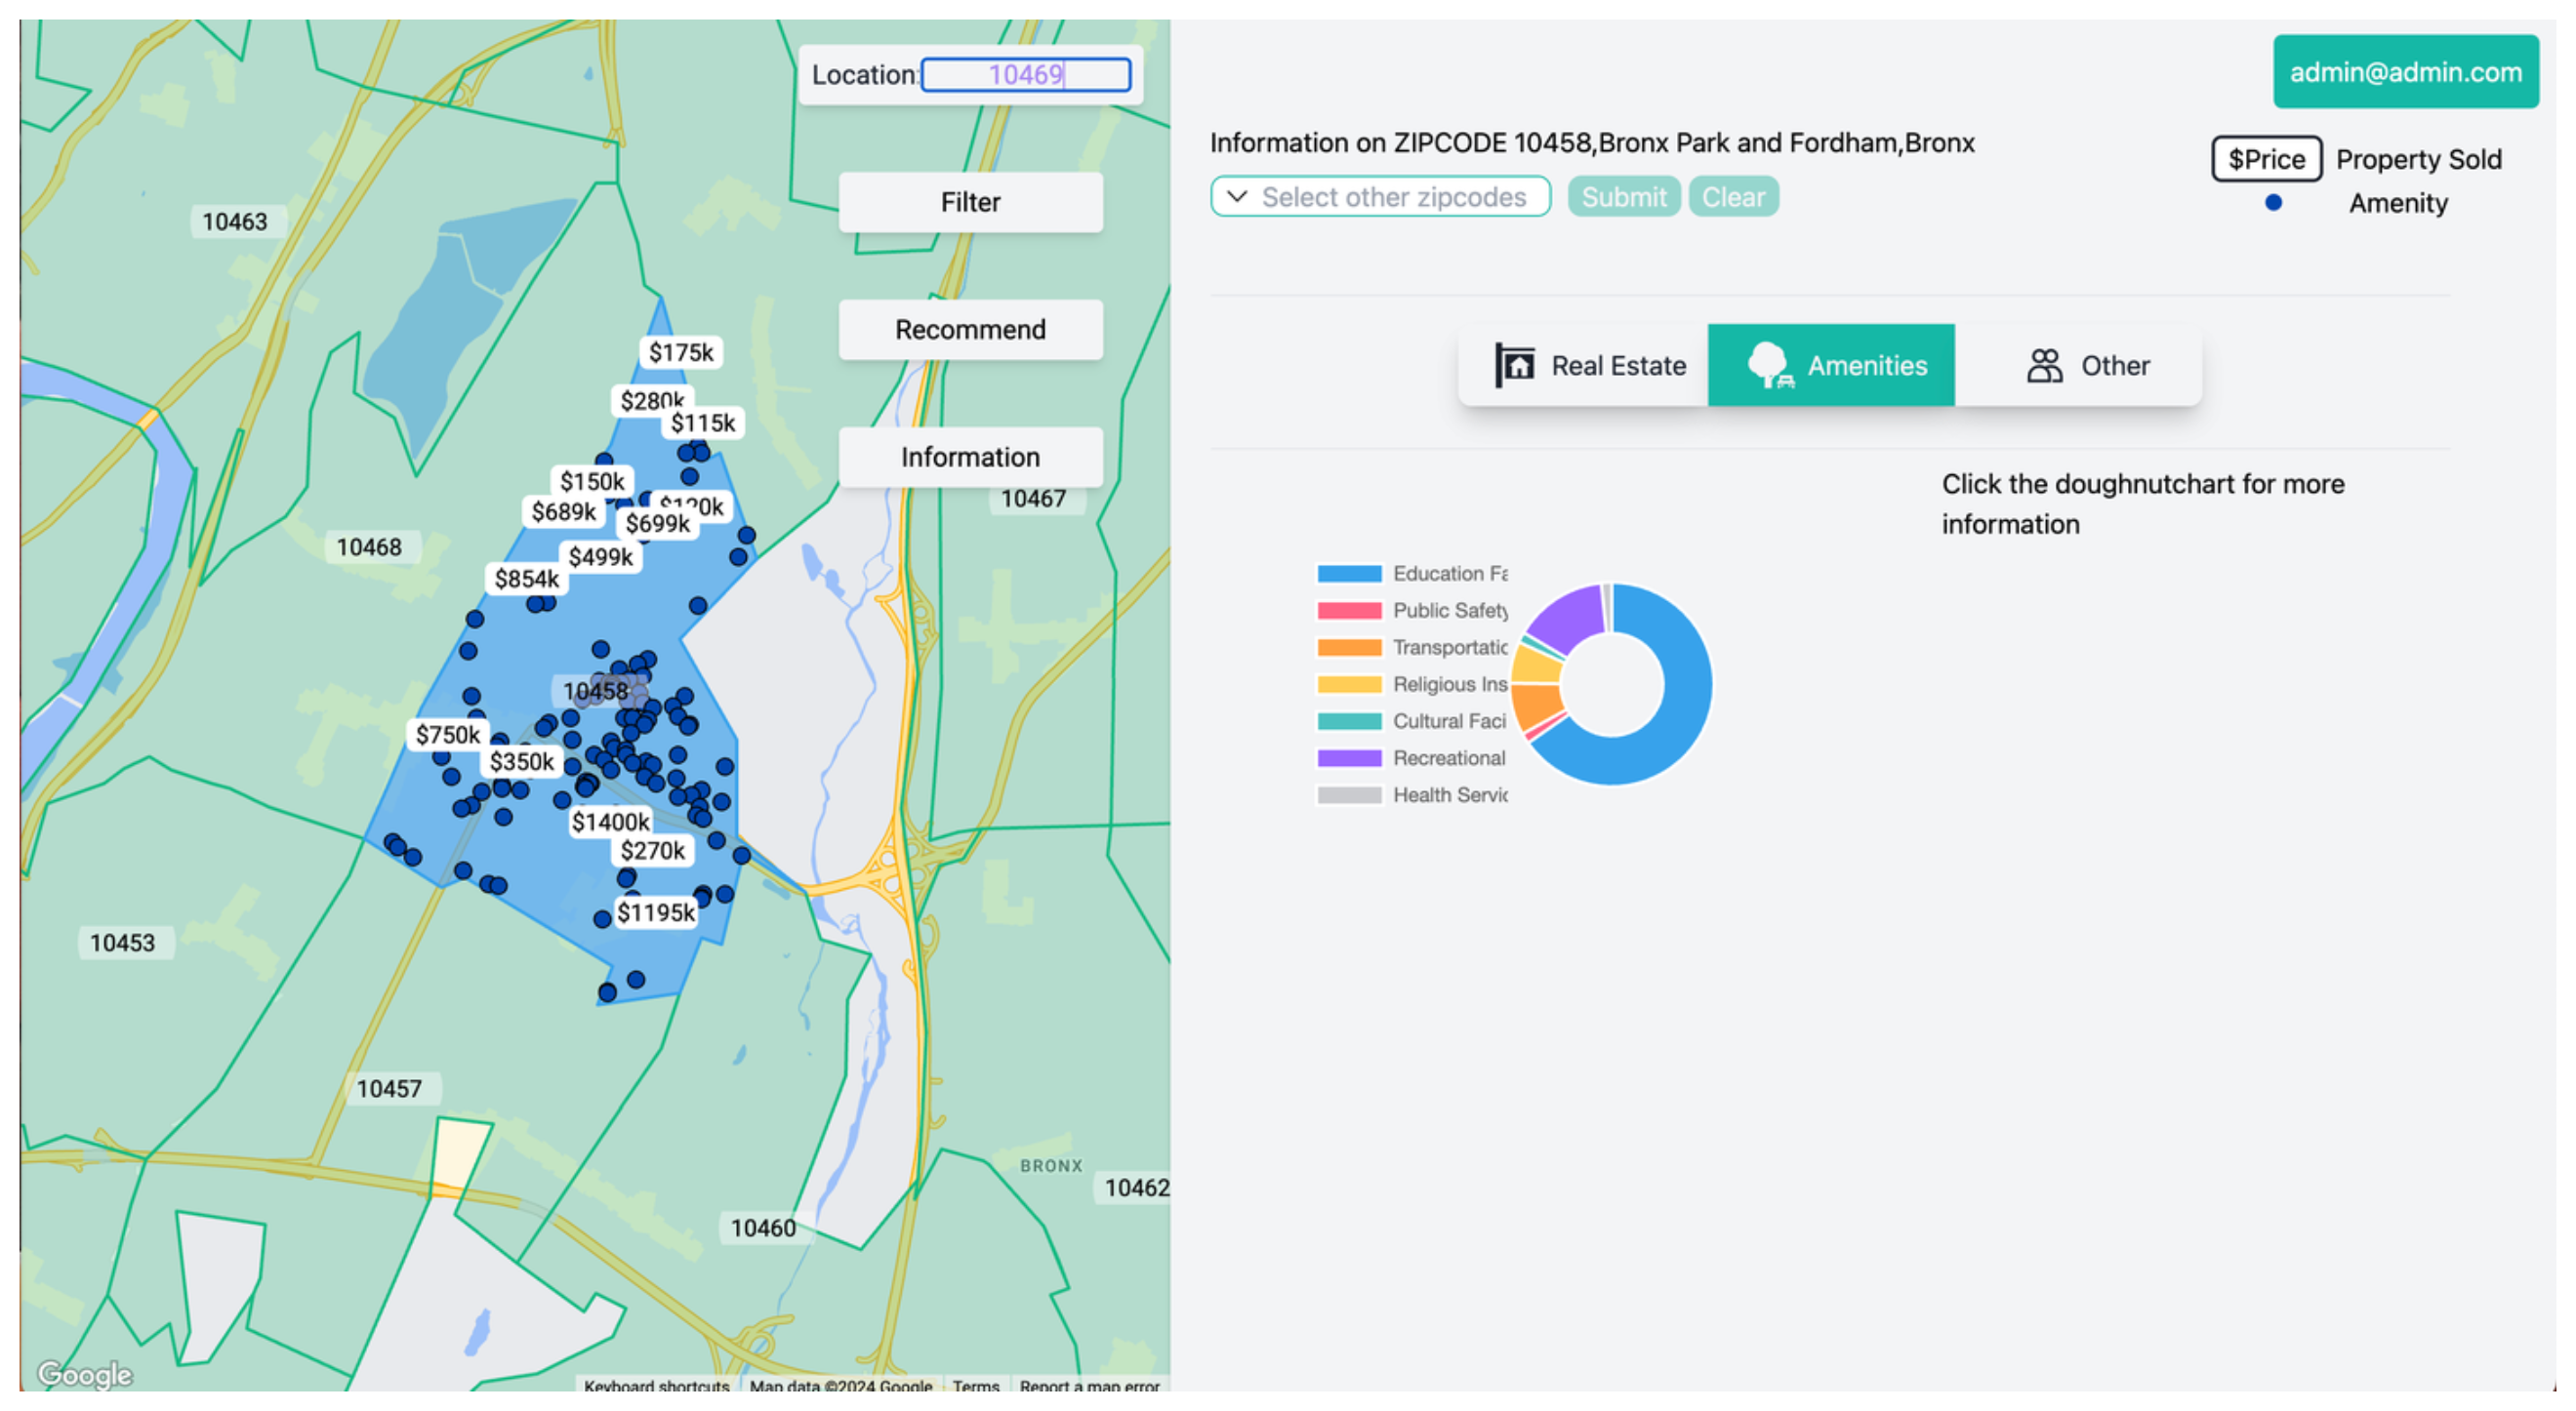 Location: 10469
admin@admin.com
Information on ZIPCODE 10458,Bronx Park and Fordham,Bronx
$Price Property Sold
Select other zipcodes Submit Clear
Amenity
Filter
10463
Recommend
$175k
Real Estate Amenities Other
$280k
$115k
Information
$150k
10467
Click the doughnutchart for more
information
$689k
$699k
10468
$499k
$854k
Education Fa
Public Safety
Transportatic
Religious Ins
Cultural Faci
Recreational
Health Servic
10458
$750k
$350k
$1400k
$270k
$1195k
10453
10457
BRONX
10462
10460
Google
Keyboard shortcuts Map data ©2024 Google Terms Report a map error